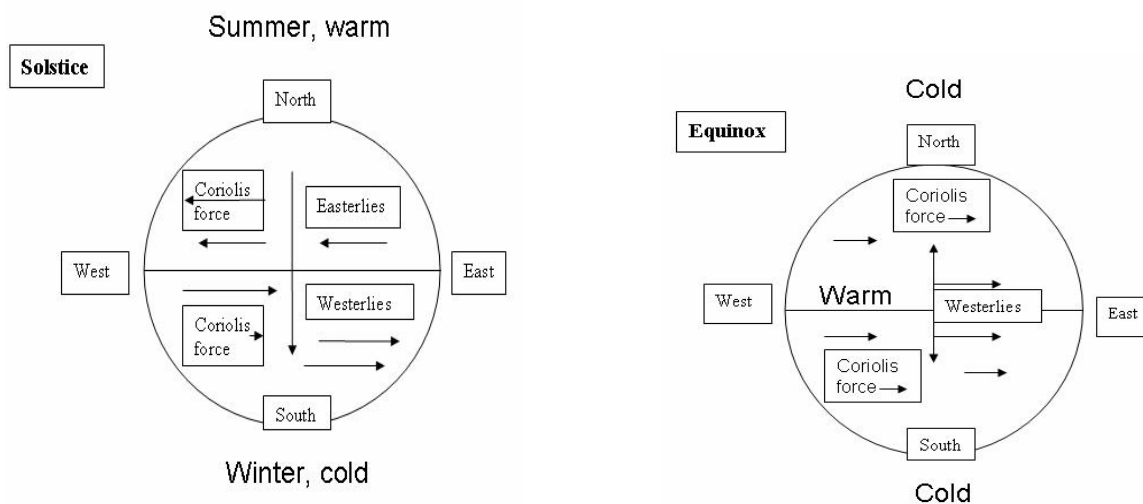 Summer, warm
Solstice
North
Coriolis
force
Easterlies
West
East
Westerlies
Coriolis
force
South
Winter, cold
Cold
Equinox
North
Coriolis
force
West
Warm
Westerlies
East
Coriolis
force
South
Cold